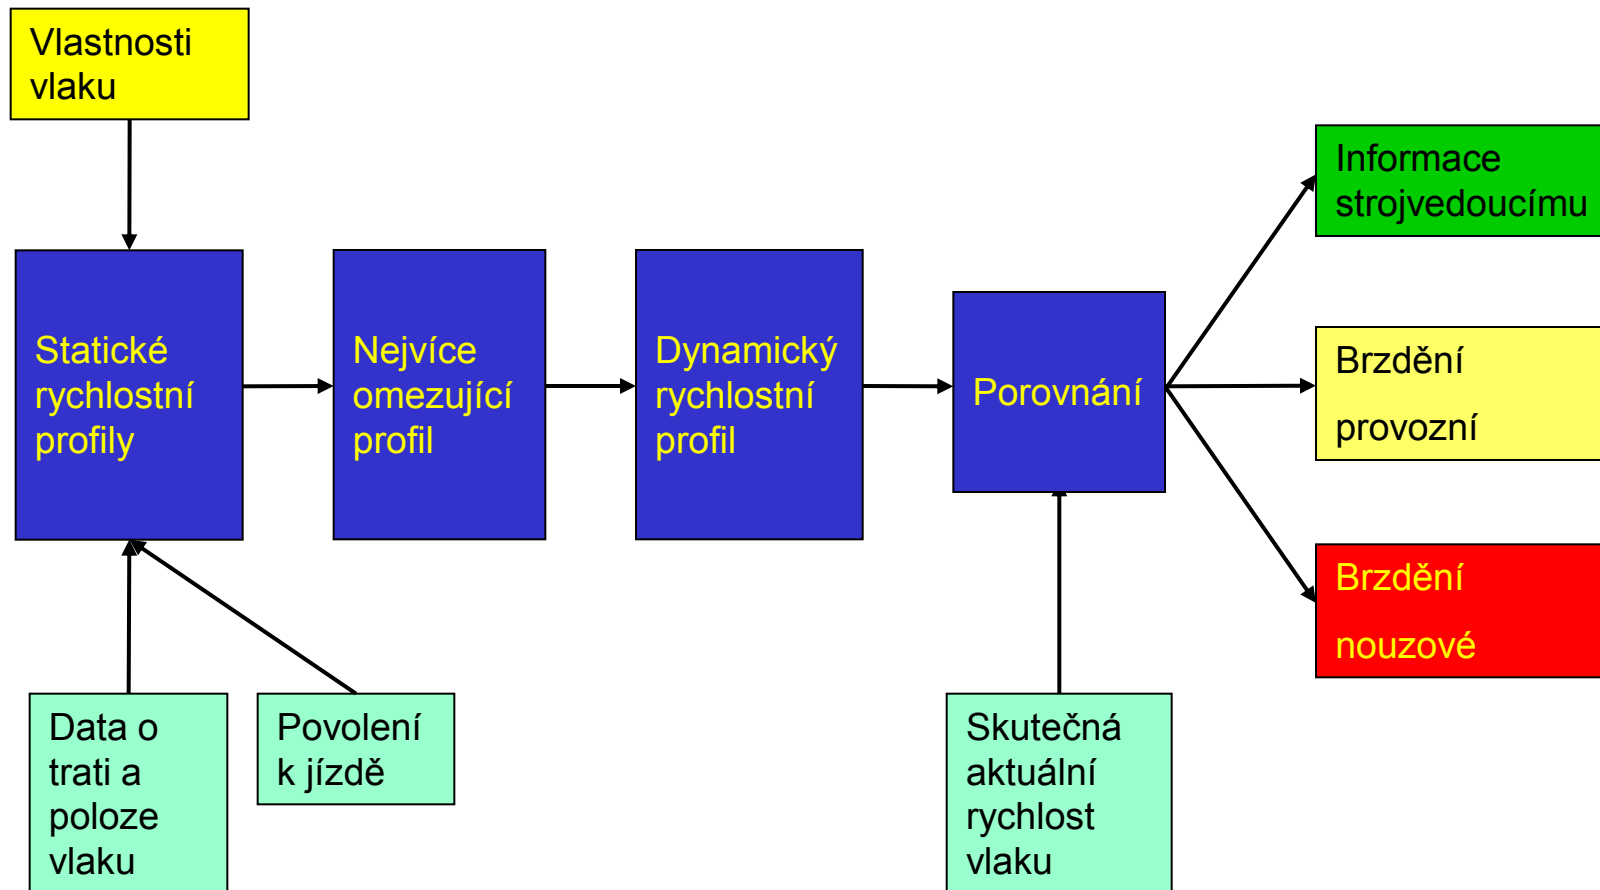 Vlastnosti
vlaku
Informace
strojvedoucímu
Statické
rychlostní
profily
Nejvíce
omezující
profil
Dynamický
rychlostní
profil
Porovnání
Brzdění
provozní
Brzdění
nouzové
Data o
trati a
poloze
vlaku
Povolení
k jízdě
Skutečná
aktuální
rychlost
vlaku